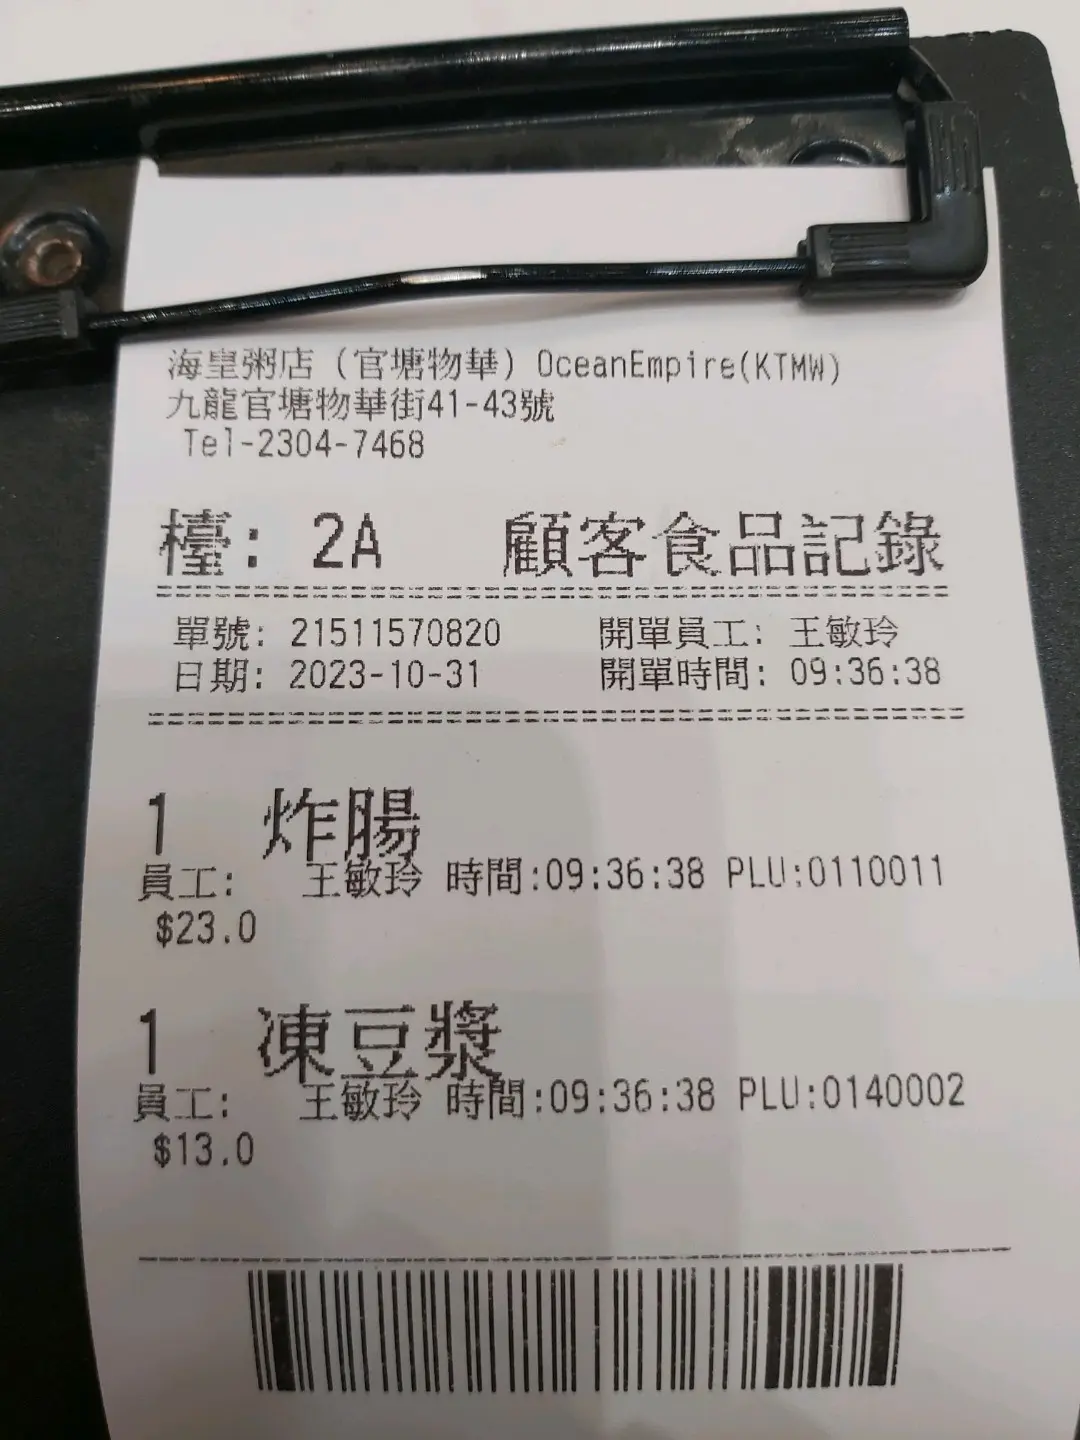 海皇粥店（官塘物華）OceanEmpire(KTMW)
九龍官塘物華街41-43號
Tel-2304-7468
檯: 2A 顧客食品記錄
單號: 21511570820 開單員工: 王敏玲
日期: 2023-10-31 開單時間: 09:36:38
1 炸腸
員工: 王敏玲 時間:09:36:38 PLU:0110011
$23.0
1 凍豆漿
員工: 王敏玲 時間:09:36:38 PLU:0140002
$13.0